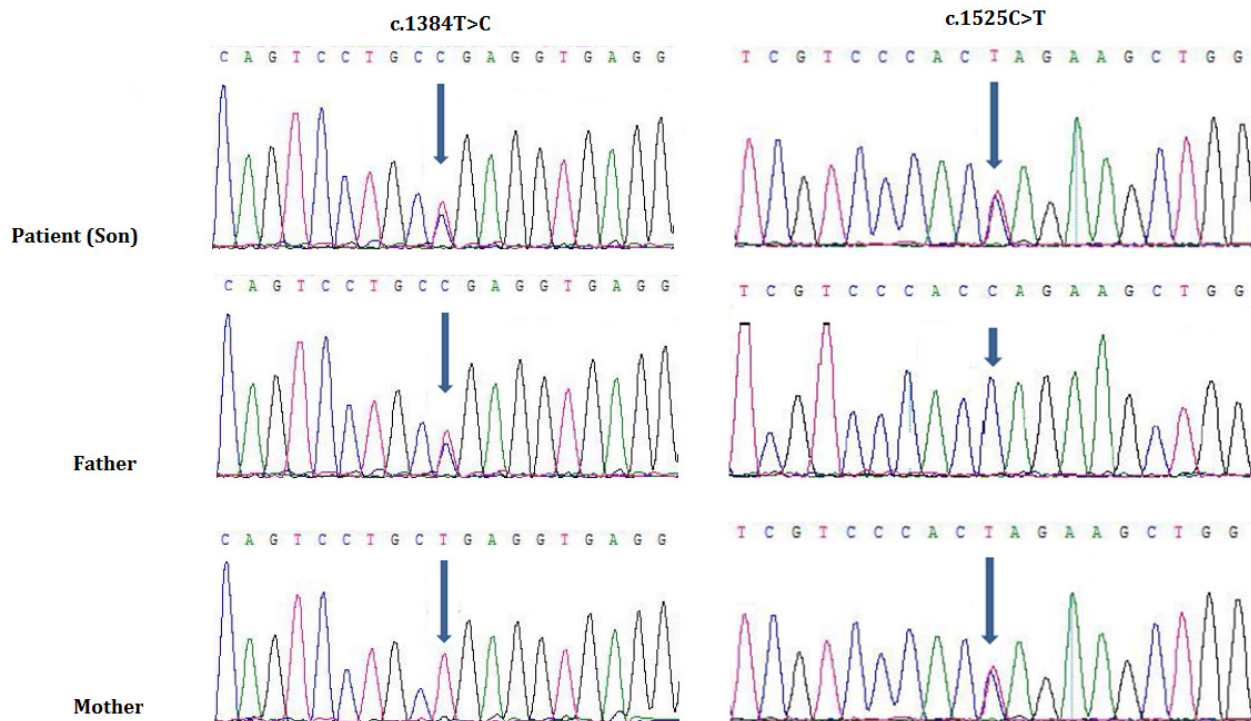 c.1384T>C
c.1525C>T
C A G T C C T G C C G A G G T G A G G
T C G T C C C A C T A G A A G C T G G
Patient (Son)
C A G T C C T G C C G A G G T G A G G
T C G T C C C A C C A G A A G C T G G
Father
C A G T C C T G C T G A G G T G A G G
T C G T C C C A C T A G A A G C T G G
Mother